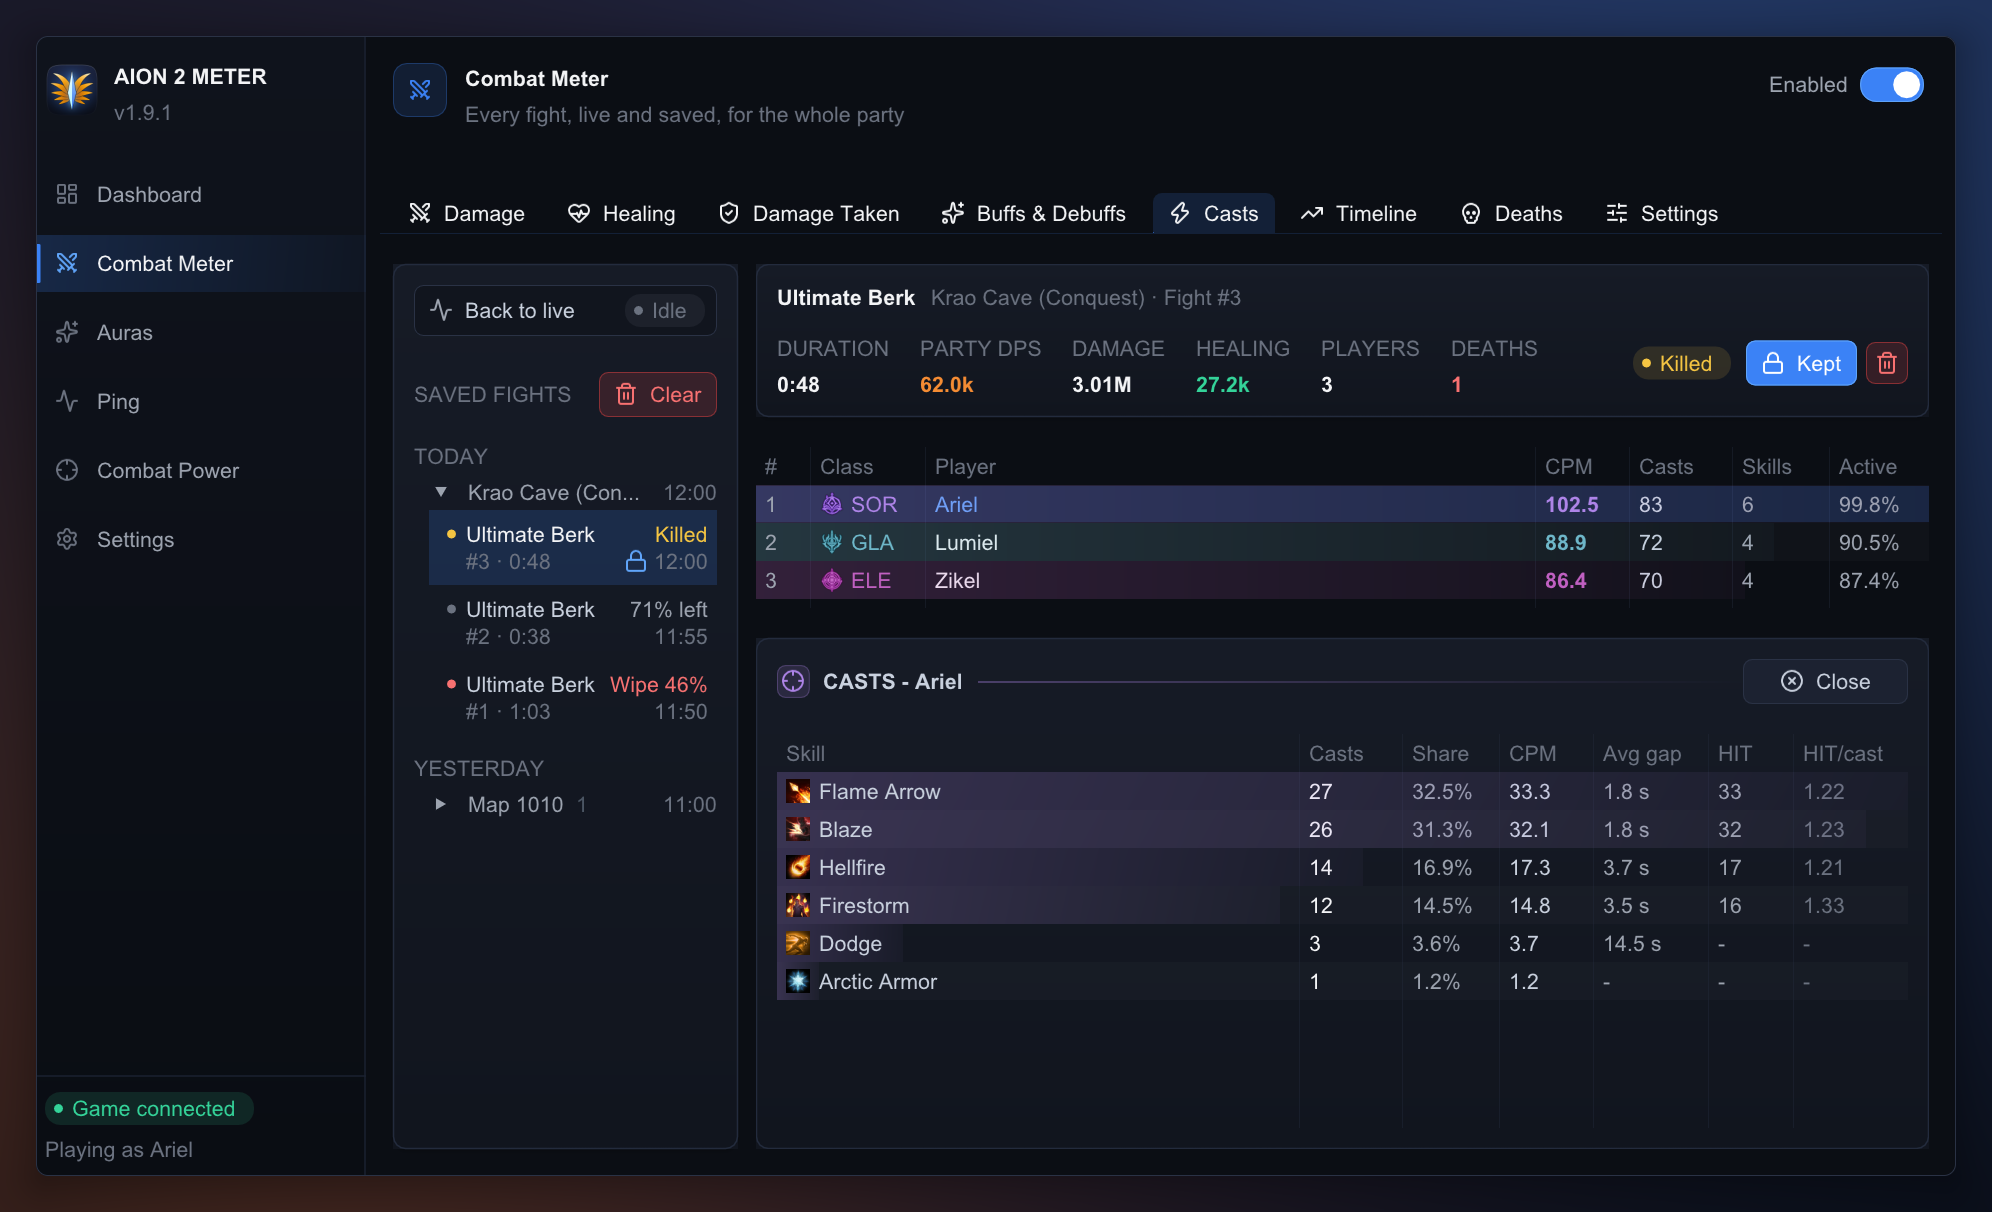 AION 2 METER
v1.9.1
Dashboard
Combat Meter
Auras
Ping
Combat Power
Settings
Game connected
Playing as Ariel
Combat Meter
Every fight, live and saved, for the whole party
Enabled
Damage Healing Damage Taken Buffs & Debuffs Casts Timeline Deaths Settings
Back to live Idle
SAVED FIGHTS Clear
TODAY
Krao Cave (Con... 12:00
Ultimate Berk Killed
#3 · 0:48 12:00
Ultimate Berk 71% left
#2 · 0:38 11:55
Ultimate Berk Wipe 46%
#1 · 1:03 11:50
YESTERDAY
Map 1010 1 11:00
Ultimate Berk Krao Cave (Conquest) · Fight #3
DURATION PARTY DPS DAMAGE HEALING PLAYERS DEATHS
0:48 62.0k 3.01M 27.2k 3 1
Killed Kept
# Class Player CPM Casts Skills Active
1 SOR Ariel 102.5 83 6 99.8%
2 GLA Lumiel 88.9 72 4 90.5%
3 ELE Zikel 86.4 70 4 87.4%
CASTS - Ariel Close
Skill Casts Share CPM Avg gap HIT HIT/cast
Flame Arrow 27 32.5% 33.3 1.8 s 33 1.22
Blaze 26 31.3% 32.1 1.8 s 32 1.23
Hellfire 14 16.9% 17.3 3.7 s 17 1.21
Firestorm 12 14.5% 14.8 3.5 s 16 1.33
Dodge 3 3.6% 3.7 14.5 s - -
Arctic Armor 1 1.2% 1.2 - - -